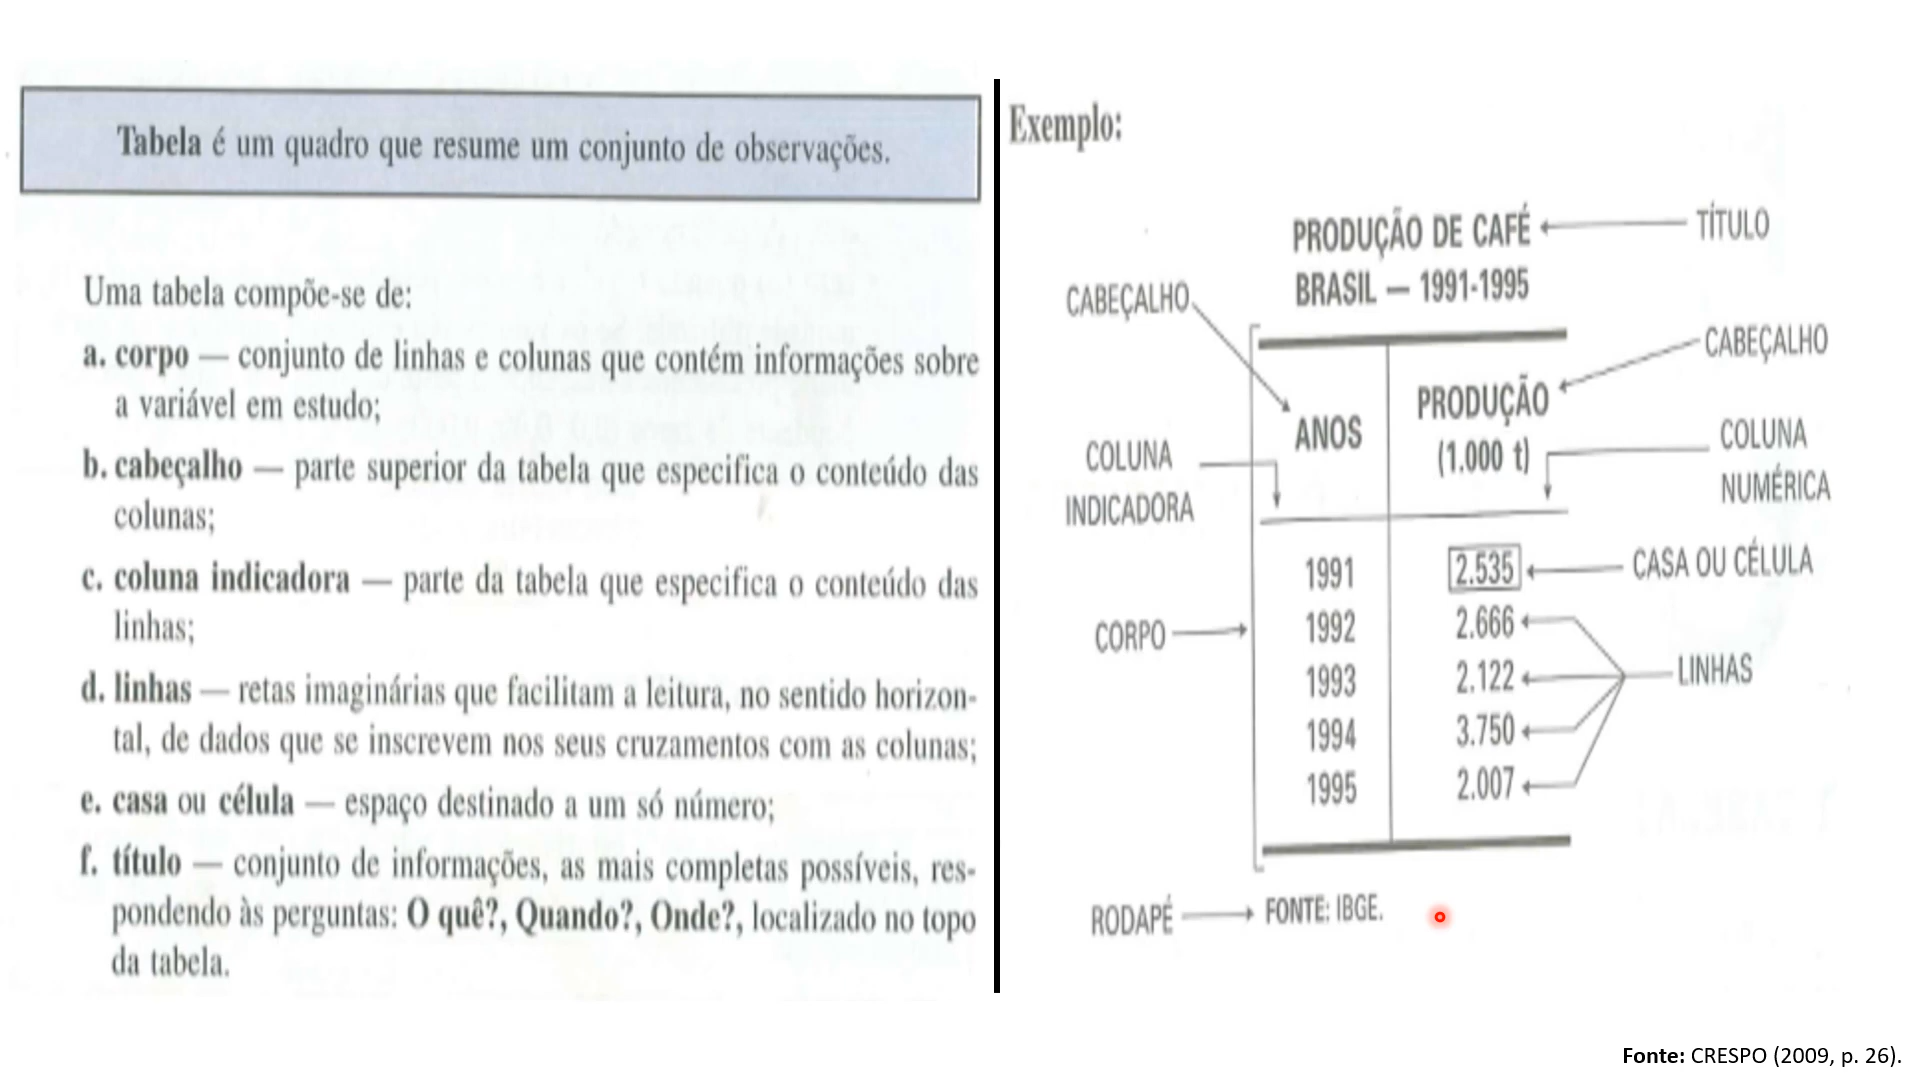 Tabela é um quadro que resume um conjunto de observações.
Uma tabela compõe-se de:
a. corpo — conjunto de linhas e colunas que contém informações sobre
a variável em estudo;
b. cabeçalho — parte superior da tabela que especifica o conteúdo das
colunas;
c. coluna indicadora — parte da tabela que especifica o conteúdo das
linhas;
d. linhas — retas imaginárias que facilitam a leitura, no sentido horizon-
tal, de dados que se inscrevem nos seus cruzamentos com as colunas;
e. casa ou célula — espaço destinado a um só número;
f. título — conjunto de informações, as mais completas possíveis, res-
pondendo às perguntas: O quê?, Quando?, Onde?, localizado no topo
da tabela.
Exemplo:
PRODUÇÃO DE CAFÉ
BRASIL — 1991-1995
TÍTULO
CABEÇALHO
CABEÇALHO
ANOS
PRODUÇÃO
(1.000 t)
COLUNA
INDICADORA
COLUNA
NUMÉRICA
1991 2.535
CASA OU CÉLULA
1992 2.666
CORPO
1993 2.122
LINHAS
1994 3.750
1995 2.007
RODAPÉ
FONTE: IBGE.
Fonte: CRESPO (2009, p. 26).